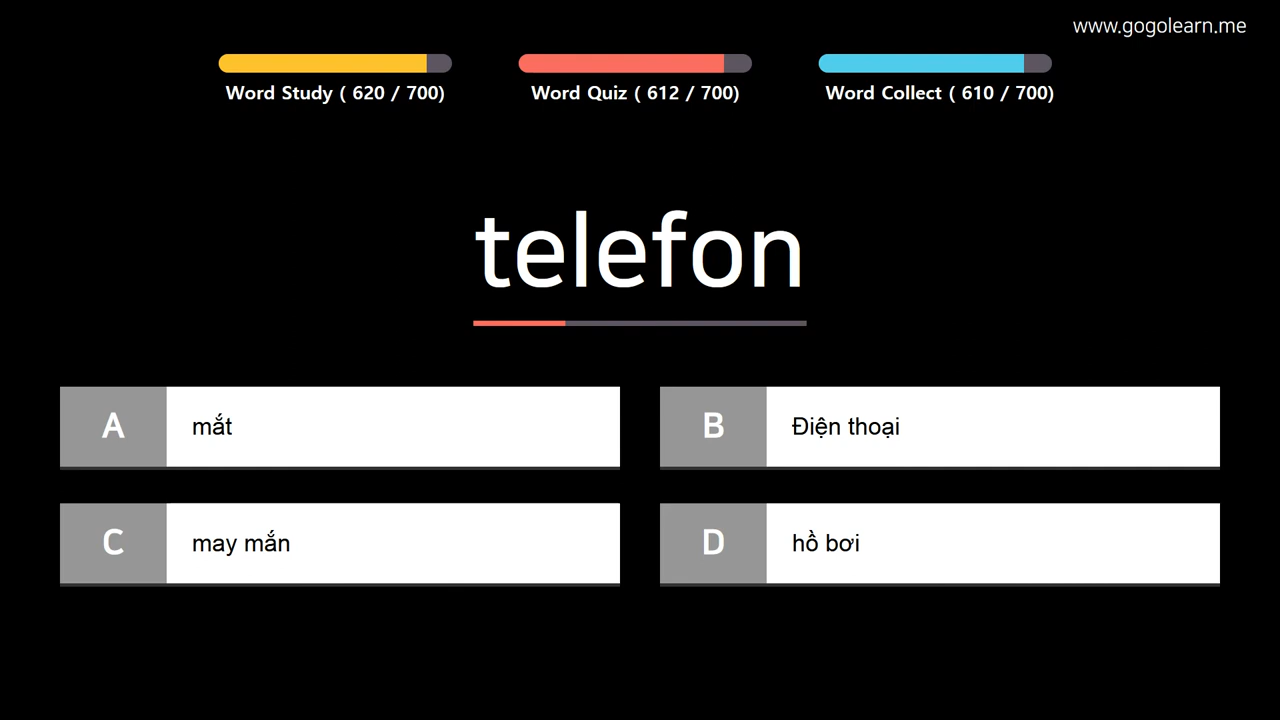 www.gogolearn.me
Word Study ( 620 / 700)
Word Quiz ( 612 / 700)
Word Collect ( 610 / 700)
telefon
A
mắt
B
Điện thoại
C
may mắn
D
hồ bơi